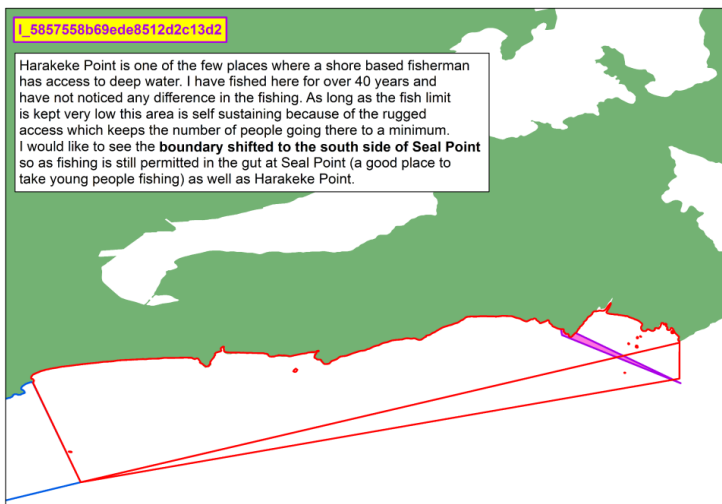 I_5857558b69ede8512d2c13d2
Harakeke Point is one of the few places where a shore based fisherman
has access to deep water. I have fished here for over 40 years and
have not noticed any difference in the fishing. As long as the fish limit
is kept very low this area is self sustaining because of the rugged
access which keeps the number of people going there to a minimum.
I would like to see the boundary shifted to the south side of Seal Point
so as fishing is still permitted in the gut at Seal Point (a good place to
take young people fishing) as well as Harakeke Point.